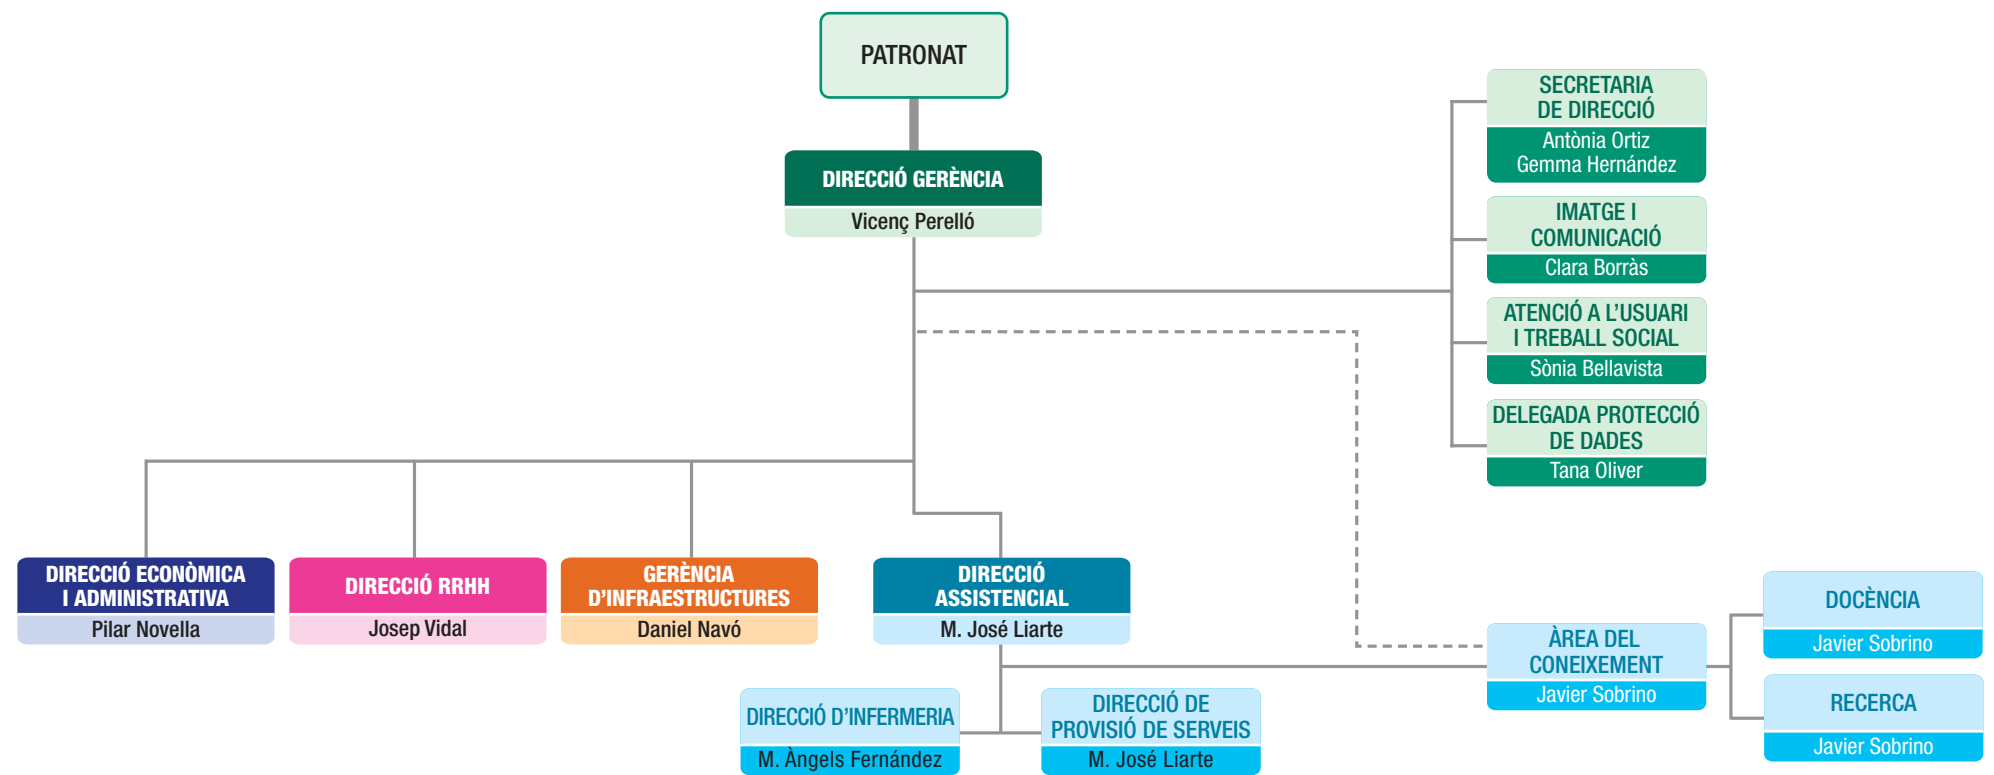 PATRONAT
DIRECCIÓ GERÈNCIA
Vicenç Perelló
SECRETARIA
DE DIRECCIÓ
Antònia Ortiz
Gemma Hernández
IMATGE I
COMUNICACIÓ
Clara Borràs
ATENCIÓ A L’USUARI
I TREBALL SOCIAL
Sònia Bellavista
DELEGADA PROTECCIÓ
DE DADES
Tana Oliver
DIRECCIÓ ECONÒMICA
I ADMINISTRATIVA
Pilar Novella
DIRECCIÓ RRHH
Josep Vidal
GERÈNCIA
D’INFRAESTRUCTURES
Daniel Navó
DIRECCIÓ
ASSISTENCIAL
M. José Liarte
DIRECCIÓ D’INFERMERIA
M. Àngels Fernández
DIRECCIÓ DE
PROVISIÓ DE SERVEIS
M. José Liarte
ÀREA DEL
CONEIXEMENT
Javier Sobrino
DOCÈNCIA
Javier Sobrino
RECERCA
Javier Sobrino